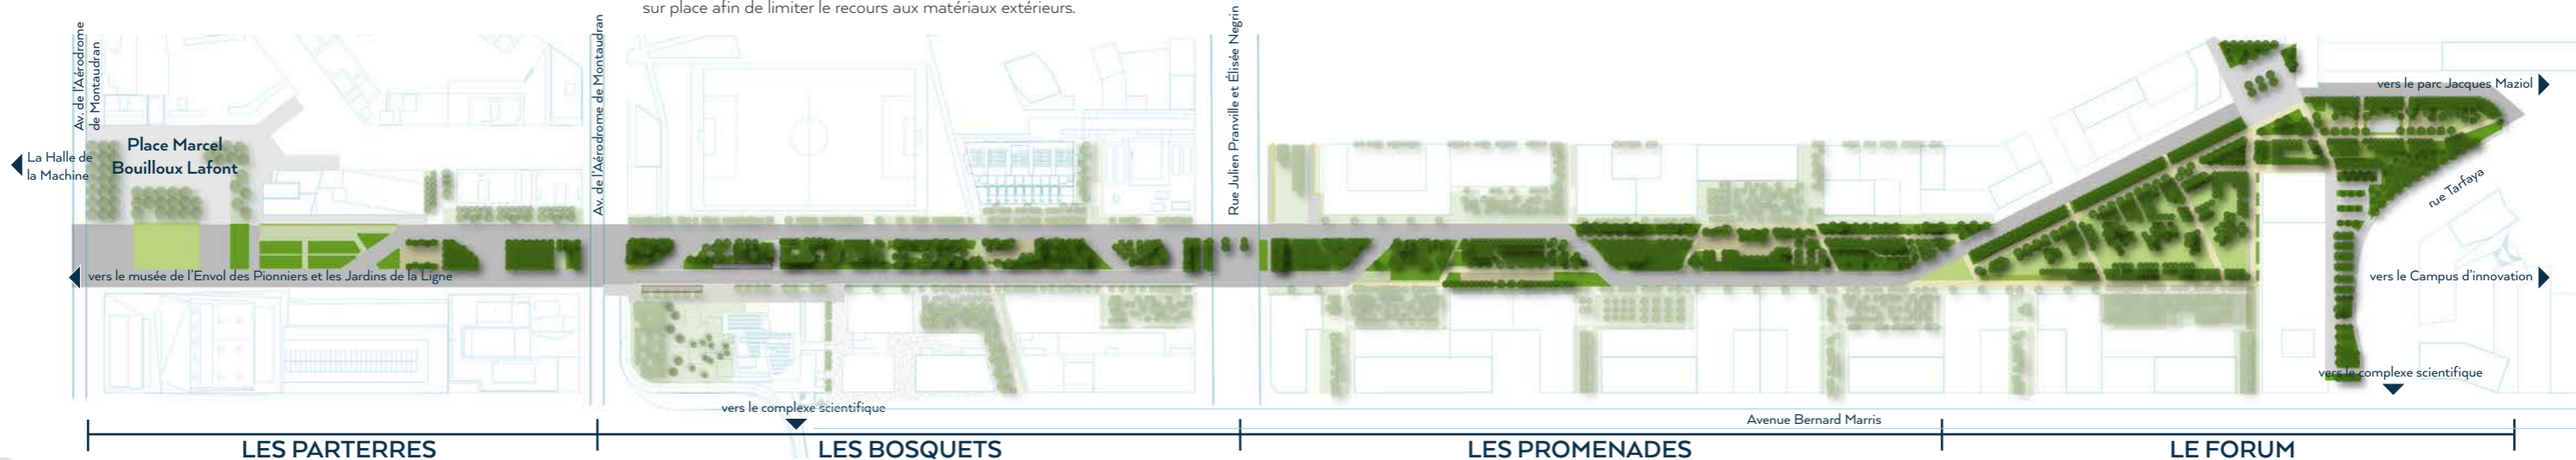 sur place afin de limiter le recours aux matériaux extérieurs.
Av. de l'Aérodrome
de Montaudran
Av. de l'Aérodrome de Montaudran
Rue Julien Pranville et Élisée Negrin
vers le parc Jacques Maziol
Place Marcel
Bouilloux Lafont
La Halle de
la Machine
rue Tarfaya
vers le musée de l'Envol des Pionniers et les Jardins de la Ligne
vers le Campus d'innovation
vers le complexe scientifique
vers le complexe scientifique
Avenue Bernard Marris
LES PARTERRES
LES BOSQUETS
LES PROMENADES
LE FORUM